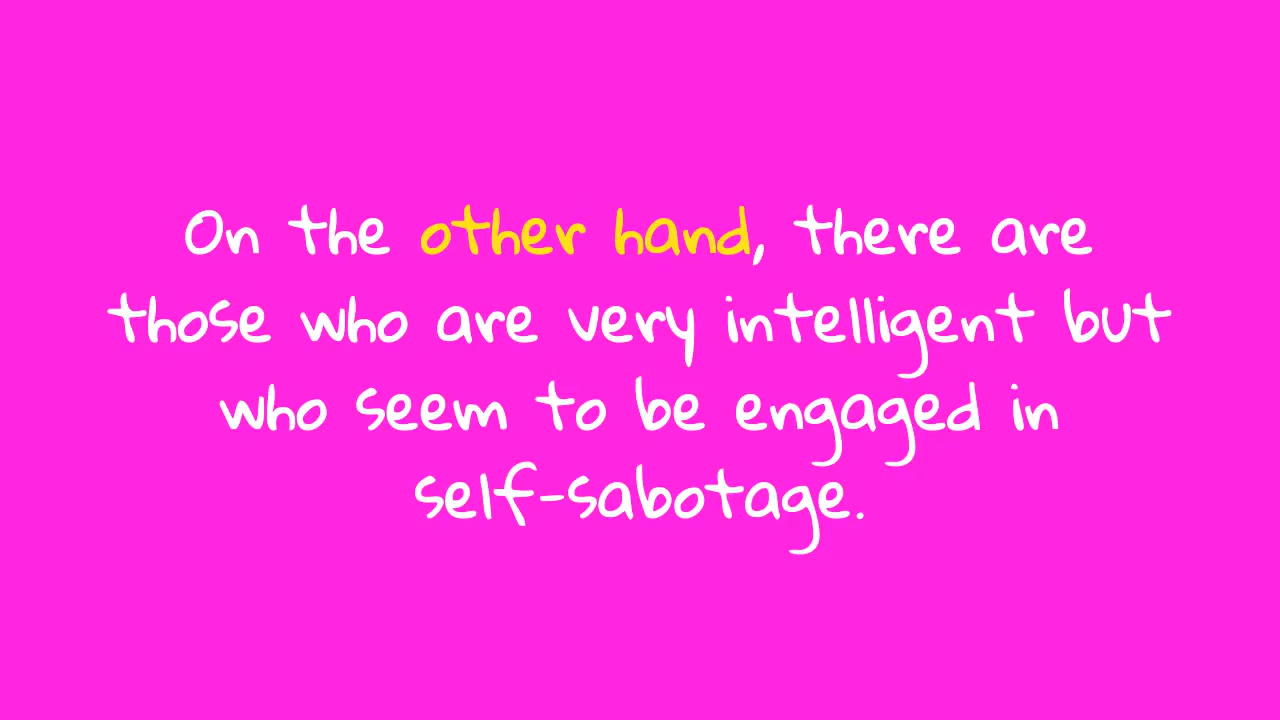 On the other hand, there are
those who are very intelligent but
who seem to be engaged in
self-sabotage.